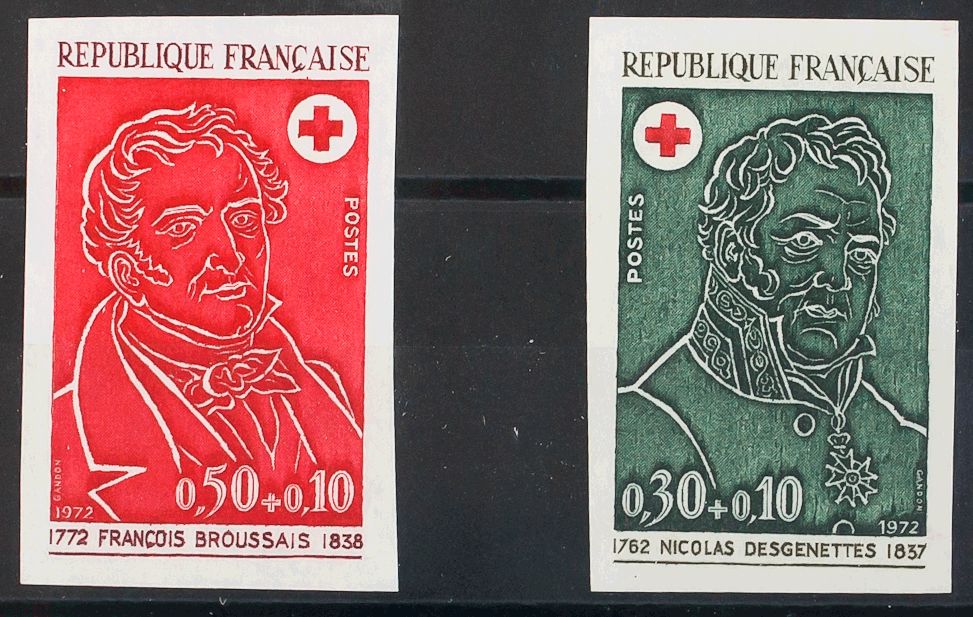 REPUBLIQUE FRANÇAISE
POSTES
0,50+0,10
GANDON
1972
1772 FRANÇOIS BROUSSAIS 1838
REPUBLIQUE FRANÇAISE
POSTES
0,30+0,10
GANDON
1972
1762 NICOLAS DESGENETTES 1837